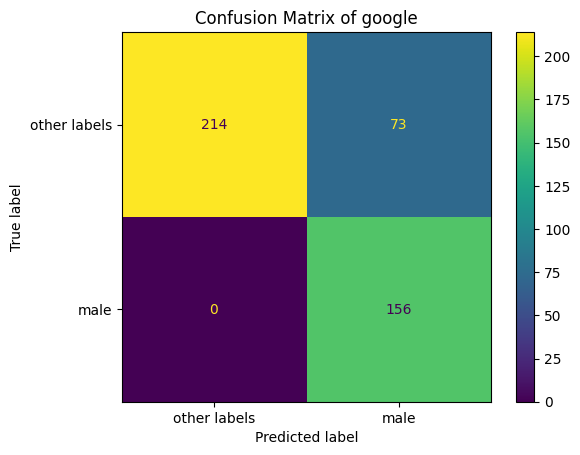 Confusion Matrix of google
True label
other labels
male
214
73
0
156
other labels
male
Predicted label
200
175
150
125
100
75
50
25
0